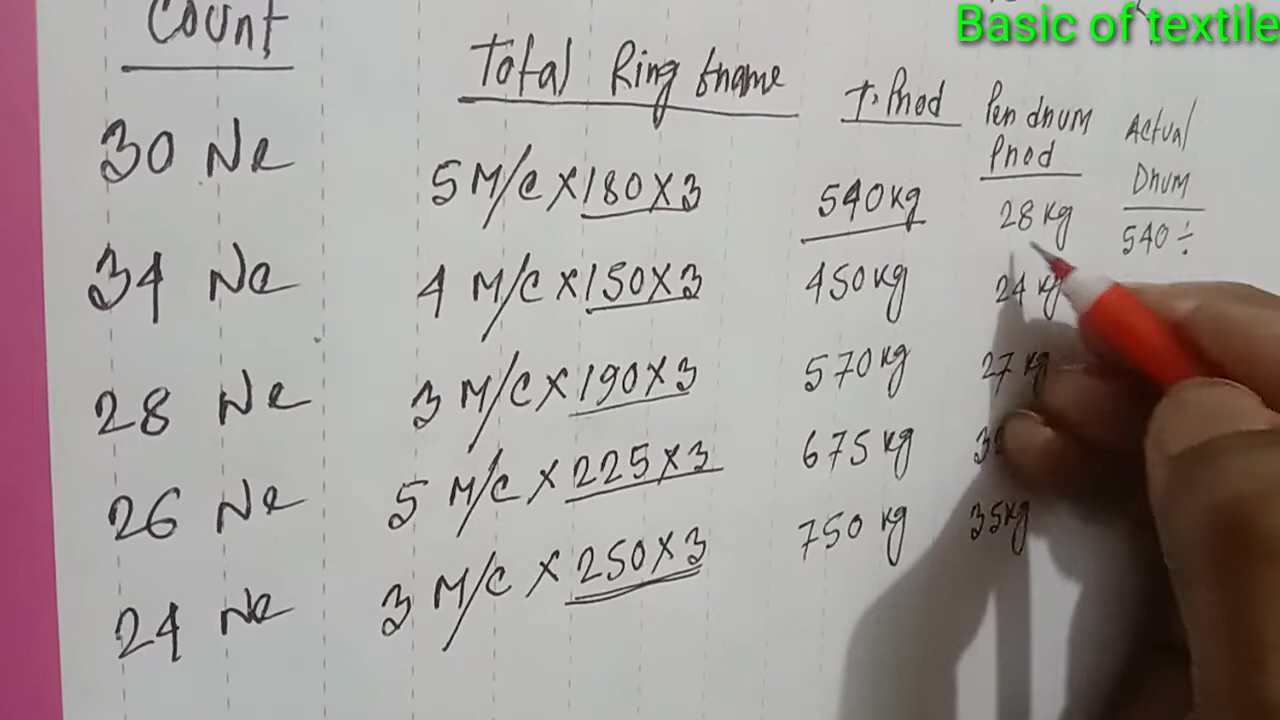 Basic of textile
Count Total Ring frame T. Prod Per drum Prod Actual Drum
30 Ne 5 M/C × 180 × 3 540 kg 28 kg 540 ÷
34 Ne 4 M/C × 150 × 3 450 kg 24 kg
28 Ne 3 M/C × 190 × 3 570 kg 27 kg
26 Ne 5 M/C × 225 × 3 675 kg
24 Ne 3 M/C × 250 × 3 750 kg 35 kg